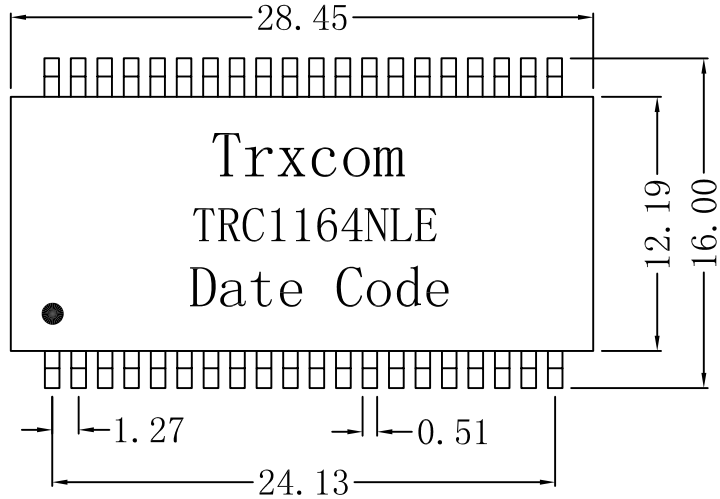 28.45
Trxcom
TRC1164NLE
Date Code
12.19
16.00
1.27
0.51
24.13